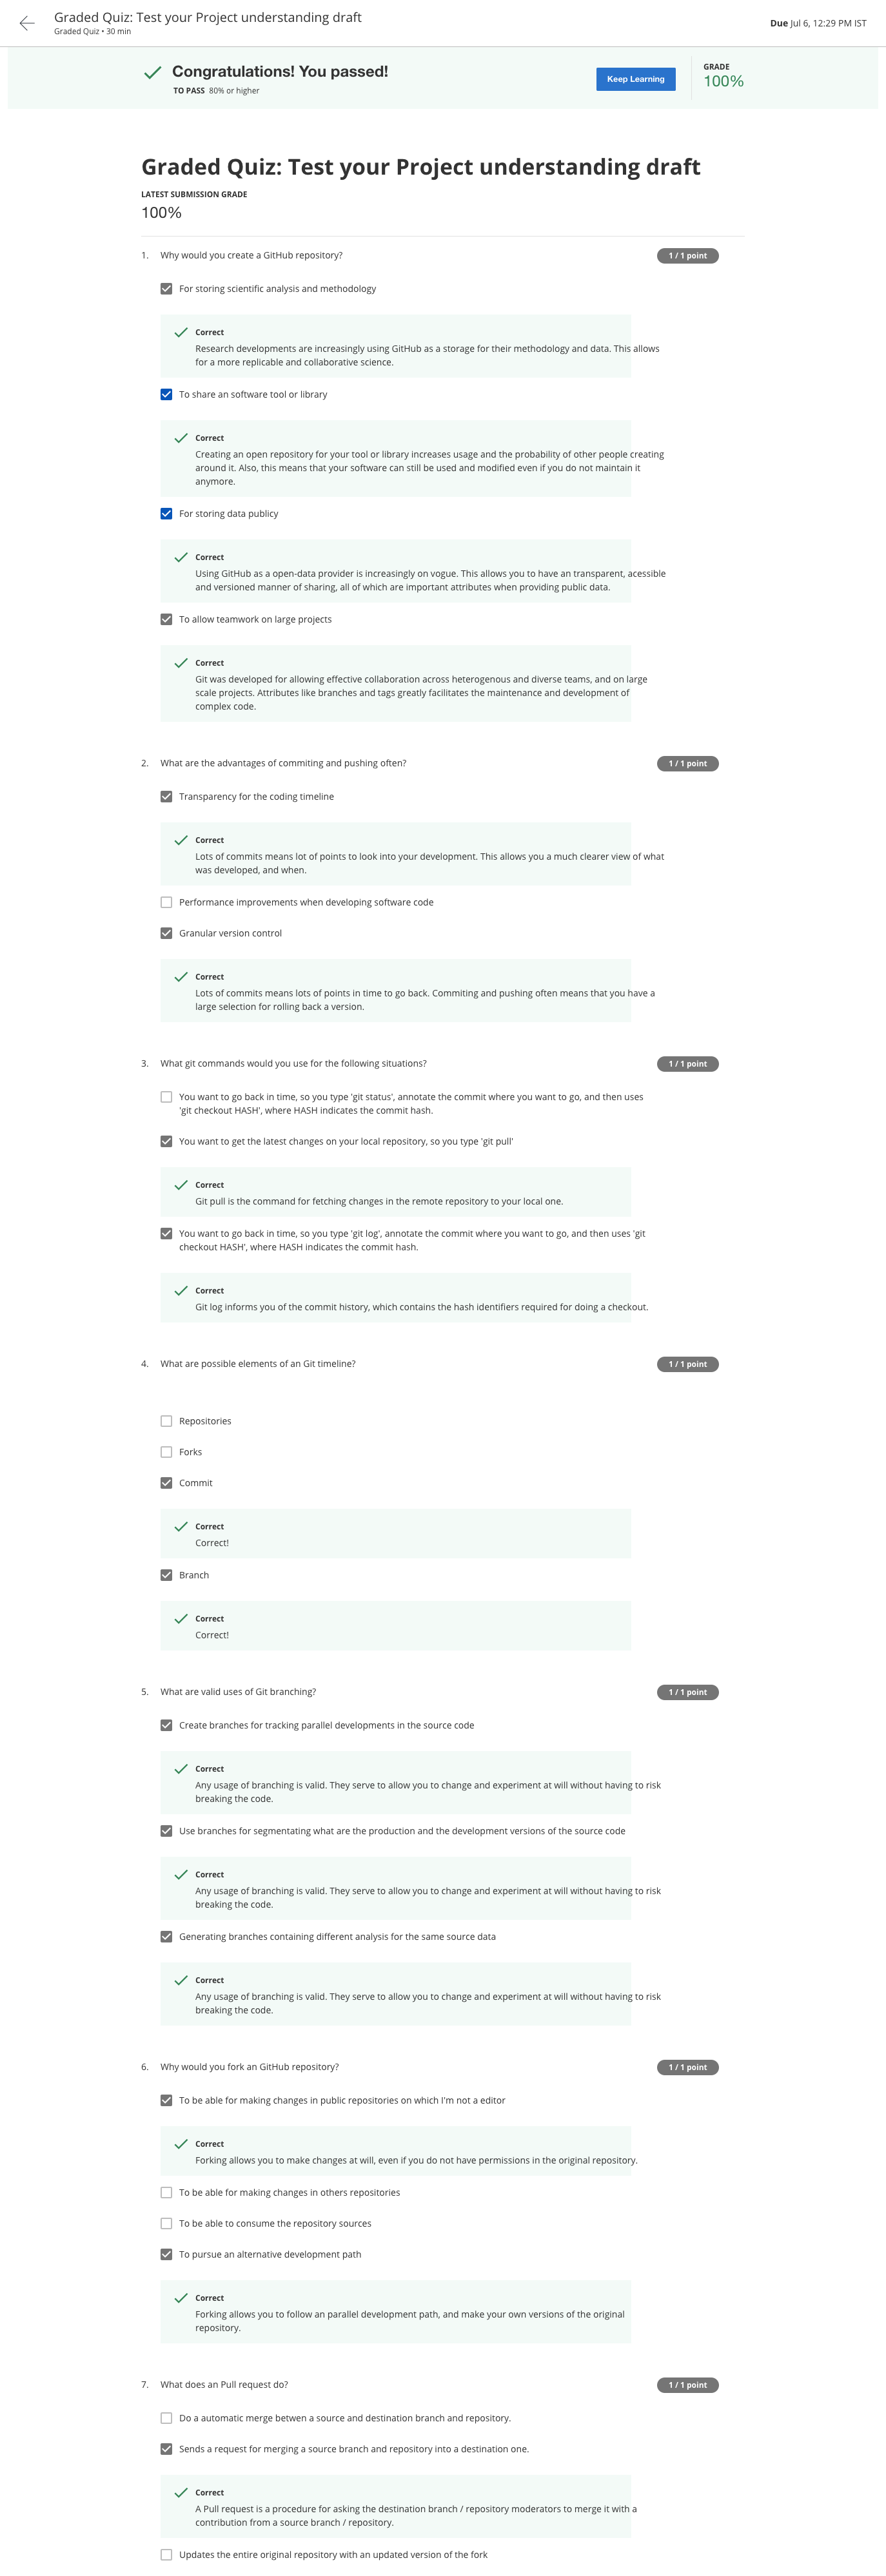 Graded Quiz: Test your Project understanding draft
Graded Quiz • 30 min
Due Jul 6, 12:29 PM IST
Congratulations! You passed!
TO PASS 80% or higher
Keep Learning
GRADE
100%
Graded Quiz: Test your Project understanding draft
LATEST SUBMISSION GRADE
100%
1. Why would you create a GitHub repository?
1 / 1 point
For storing scientific analysis and methodology
Correct
Research developments are increasingly using GitHub as a storage for their methodology and data. This allows
for a more replicable and collaborative science.
To share an software tool or library
Correct
Creating an open repository for your tool or library increases usage and the probability of other people creating
around it. Also, this means that your software can still be used and modified even if you do not maintain it
anymore.
For storing data publicy
Correct
Using GitHub as a open-data provider is increasingly on vogue. This allows you to have an transparent, acessible
and versioned manner of sharing, all of which are important attributes when providing public data.
To allow teamwork on large projects
Correct
Git was developed for allowing effective collaboration across heterogenous and diverse teams, and on large
scale projects. Attributes like branches and tags greatly facilitates the maintenance and development of
complex code.
2. What are the advantages of commiting and pushing often?
1 / 1 point
Transparency for the coding timeline
Correct
Lots of commits means lot of points to look into your development. This allows you a much clearer view of what
was developed, and when.
Performance improvements when developing software code
Granular version control
Correct
Lots of commits means lots of points in time to go back. Commiting and pushing often means that you have a
large selection for rolling back a version.
3. What git commands would you use for the following situations?
1 / 1 point
You want to go back in time, so you type 'git status', annotate the commit where you want to go, and then uses
'git checkout HASH', where HASH indicates the commit hash.
You want to get the latest changes on your local repository, so you type 'git pull'
Correct
Git pull is the command for fetching changes in the remote repository to your local one.
You want to go back in time, so you type 'git log', annotate the commit where you want to go, and then uses 'git
checkout HASH', where HASH indicates the commit hash.
Correct
Git log informs you of the commit history, which contains the hash identifiers required for doing a checkout.
4. What are possible elements of an Git timeline?
1 / 1 point
Repositories
Forks
Commit
Correct
Correct!
Branch
Correct
Correct!
5. What are valid uses of Git branching?
1 / 1 point
Create branches for tracking parallel developments in the source code
Correct
Any usage of branching is valid. They serve to allow you to change and experiment at will without having to risk
breaking the code.
Use branches for segmentating what are the production and the development versions of the source code
Correct
Any usage of branching is valid. They serve to allow you to change and experiment at will without having to risk
breaking the code.
Generating branches containing different analysis for the same source data
Correct
Any usage of branching is valid. They serve to allow you to change and experiment at will without having to risk
breaking the code.
6. Why would you fork an GitHub repository?
1 / 1 point
To be able for making changes in public repositories on which I'm not a editor
Correct
Forking allows you to make changes at will, even if you do not have permissions in the original repository.
To be able for making changes in others repositories
To be able to consume the repository sources
To pursue an alternative development path
Correct
Forking allows you to follow an parallel development path, and make your own versions of the original
repository.
7. What does an Pull request do?
1 / 1 point
Do a automatic merge betwen a source and destination branch and repository.
Sends a request for merging a source branch and repository into a destination one.
Correct
A Pull request is a procedure for asking the destination branch / repository moderators to merge it with a
contribution from a source branch / repository.
Updates the entire original repository with an updated version of the fork